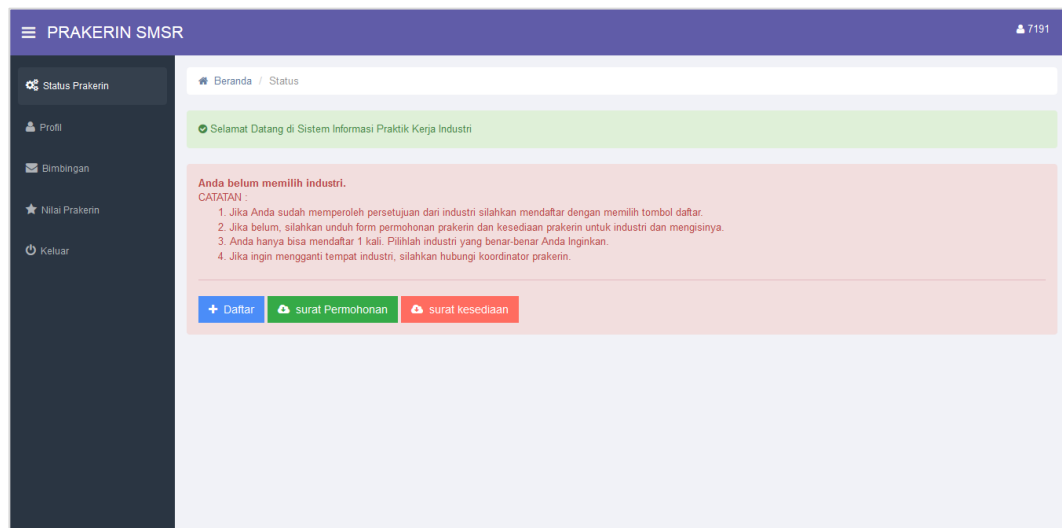 PRAKERIN SMSR
7191
Status Prakerin
Profil
Bimbingan
Nilai Prakerin
Keluar
Beranda / Status
Selamat Datang di Sistem Informasi Praktik Kerja Industri
Anda belum memilih industri.
CATATAN :
1. Jika Anda sudah memperoleh persetujuan dari industri silahkan mendaftar dengan memilih tombol daftar.
2. Jika belum, silahkan unduh form permohonan prakerin dan kesediaan prakerin untuk industri dan mengisinya.
3. Anda hanya bisa mendaftar 1 kali. Pilihlah industri yang benar-benar Anda Inginkan.
4. Jika ingin mengganti tempat industri, silahkan hubungi koordinator prakerin.
Daftar
surat Permohonan
surat kesediaan